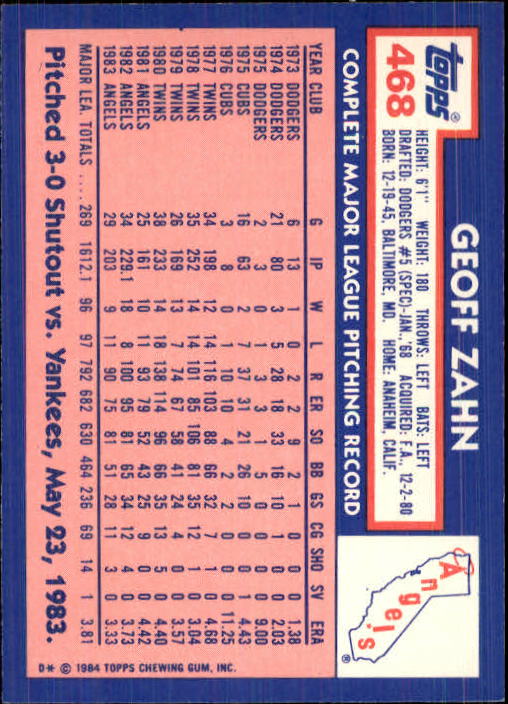 topps®
468
GEOFF ZAHN
HEIGHT: 6'1" WEIGHT: 180 THROWS: LEFT BATS: LEFT
DRAFTED: DODGERS #5 (SPEC)-JAN., '68 ACQUIRED: F.A., 12-2-80
BORN: 12-19-45, BALTIMORE, MD. HOME: ANAHEIM, CALIF.
Angels®
COMPLETE MAJOR LEAGUE PITCHING RECORD
YEAR CLUB G IP W L R ER SO BB GS CG SHO SV ERA
1973 DODGERS 6 13 1 0 2 2 9 2 1 0 0 0 1.38
1974 DODGERS 21 80 3 5 28 18 33 16 10 1 0 0 2.03
1975 DODGERS 2 3 0 1 3 3 1 5 0 0 0 0 9.00
1975 CUBS 16 63 2 7 37 31 21 26 10 0 0 1 4.43
1976 CUBS 3 8 0 1 10 10 4 2 2 0 0 0 11.25
1977 TWINS 34 198 12 14 116 103 88 66 32 7 1 0 4.68
1978 TWINS 35 252 14 14 101 85 106 81 35 12 1 0 3.04
1979 TWINS 26 169 13 7 74 67 58 41 24 4 0 0 3.57
1980 TWINS 38 233 14 18 138 114 96 66 35 13 5 0 4.40
1981 ANGELS 25 161 10 11 93 79 52 43 25 9 0 0 4.42
1982 ANGELS 34 229.1 18 8 100 95 81 65 34 12 4 0 3.73
1983 ANGELS 29 203 9 11 90 75 81 51 28 11 3 0 3.33
MAJOR LEA. TOTALS .... 269 1612.1 96 97 792 682 630 464 236 69 14 1 3.81
Pitched 3-0 Shutout vs. Yankees, May 23, 1983.
D* © 1984 TOPPS CHEWING GUM, INC.